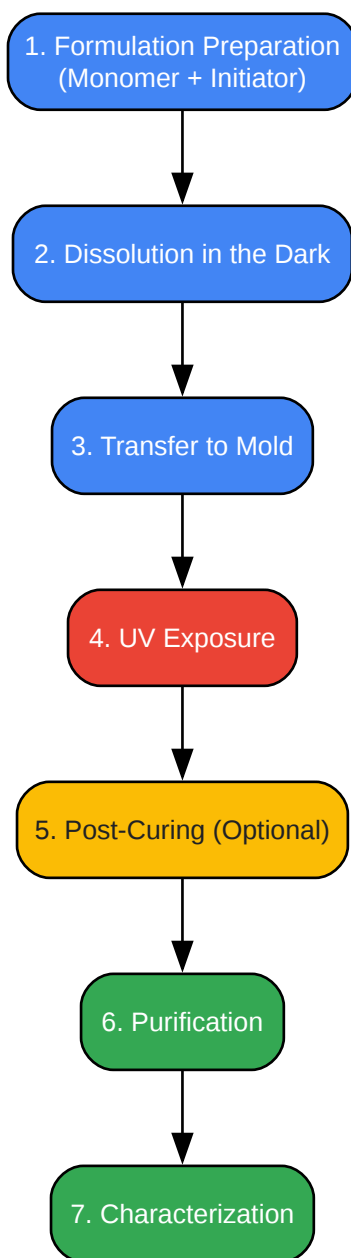 1. Formulation Preparation
(Monomer + Initiator)
2. Dissolution in the Dark
3. Transfer to Mold
4. UV Exposure
5. Post-Curing (Optional)
6. Purification
7. Characterization